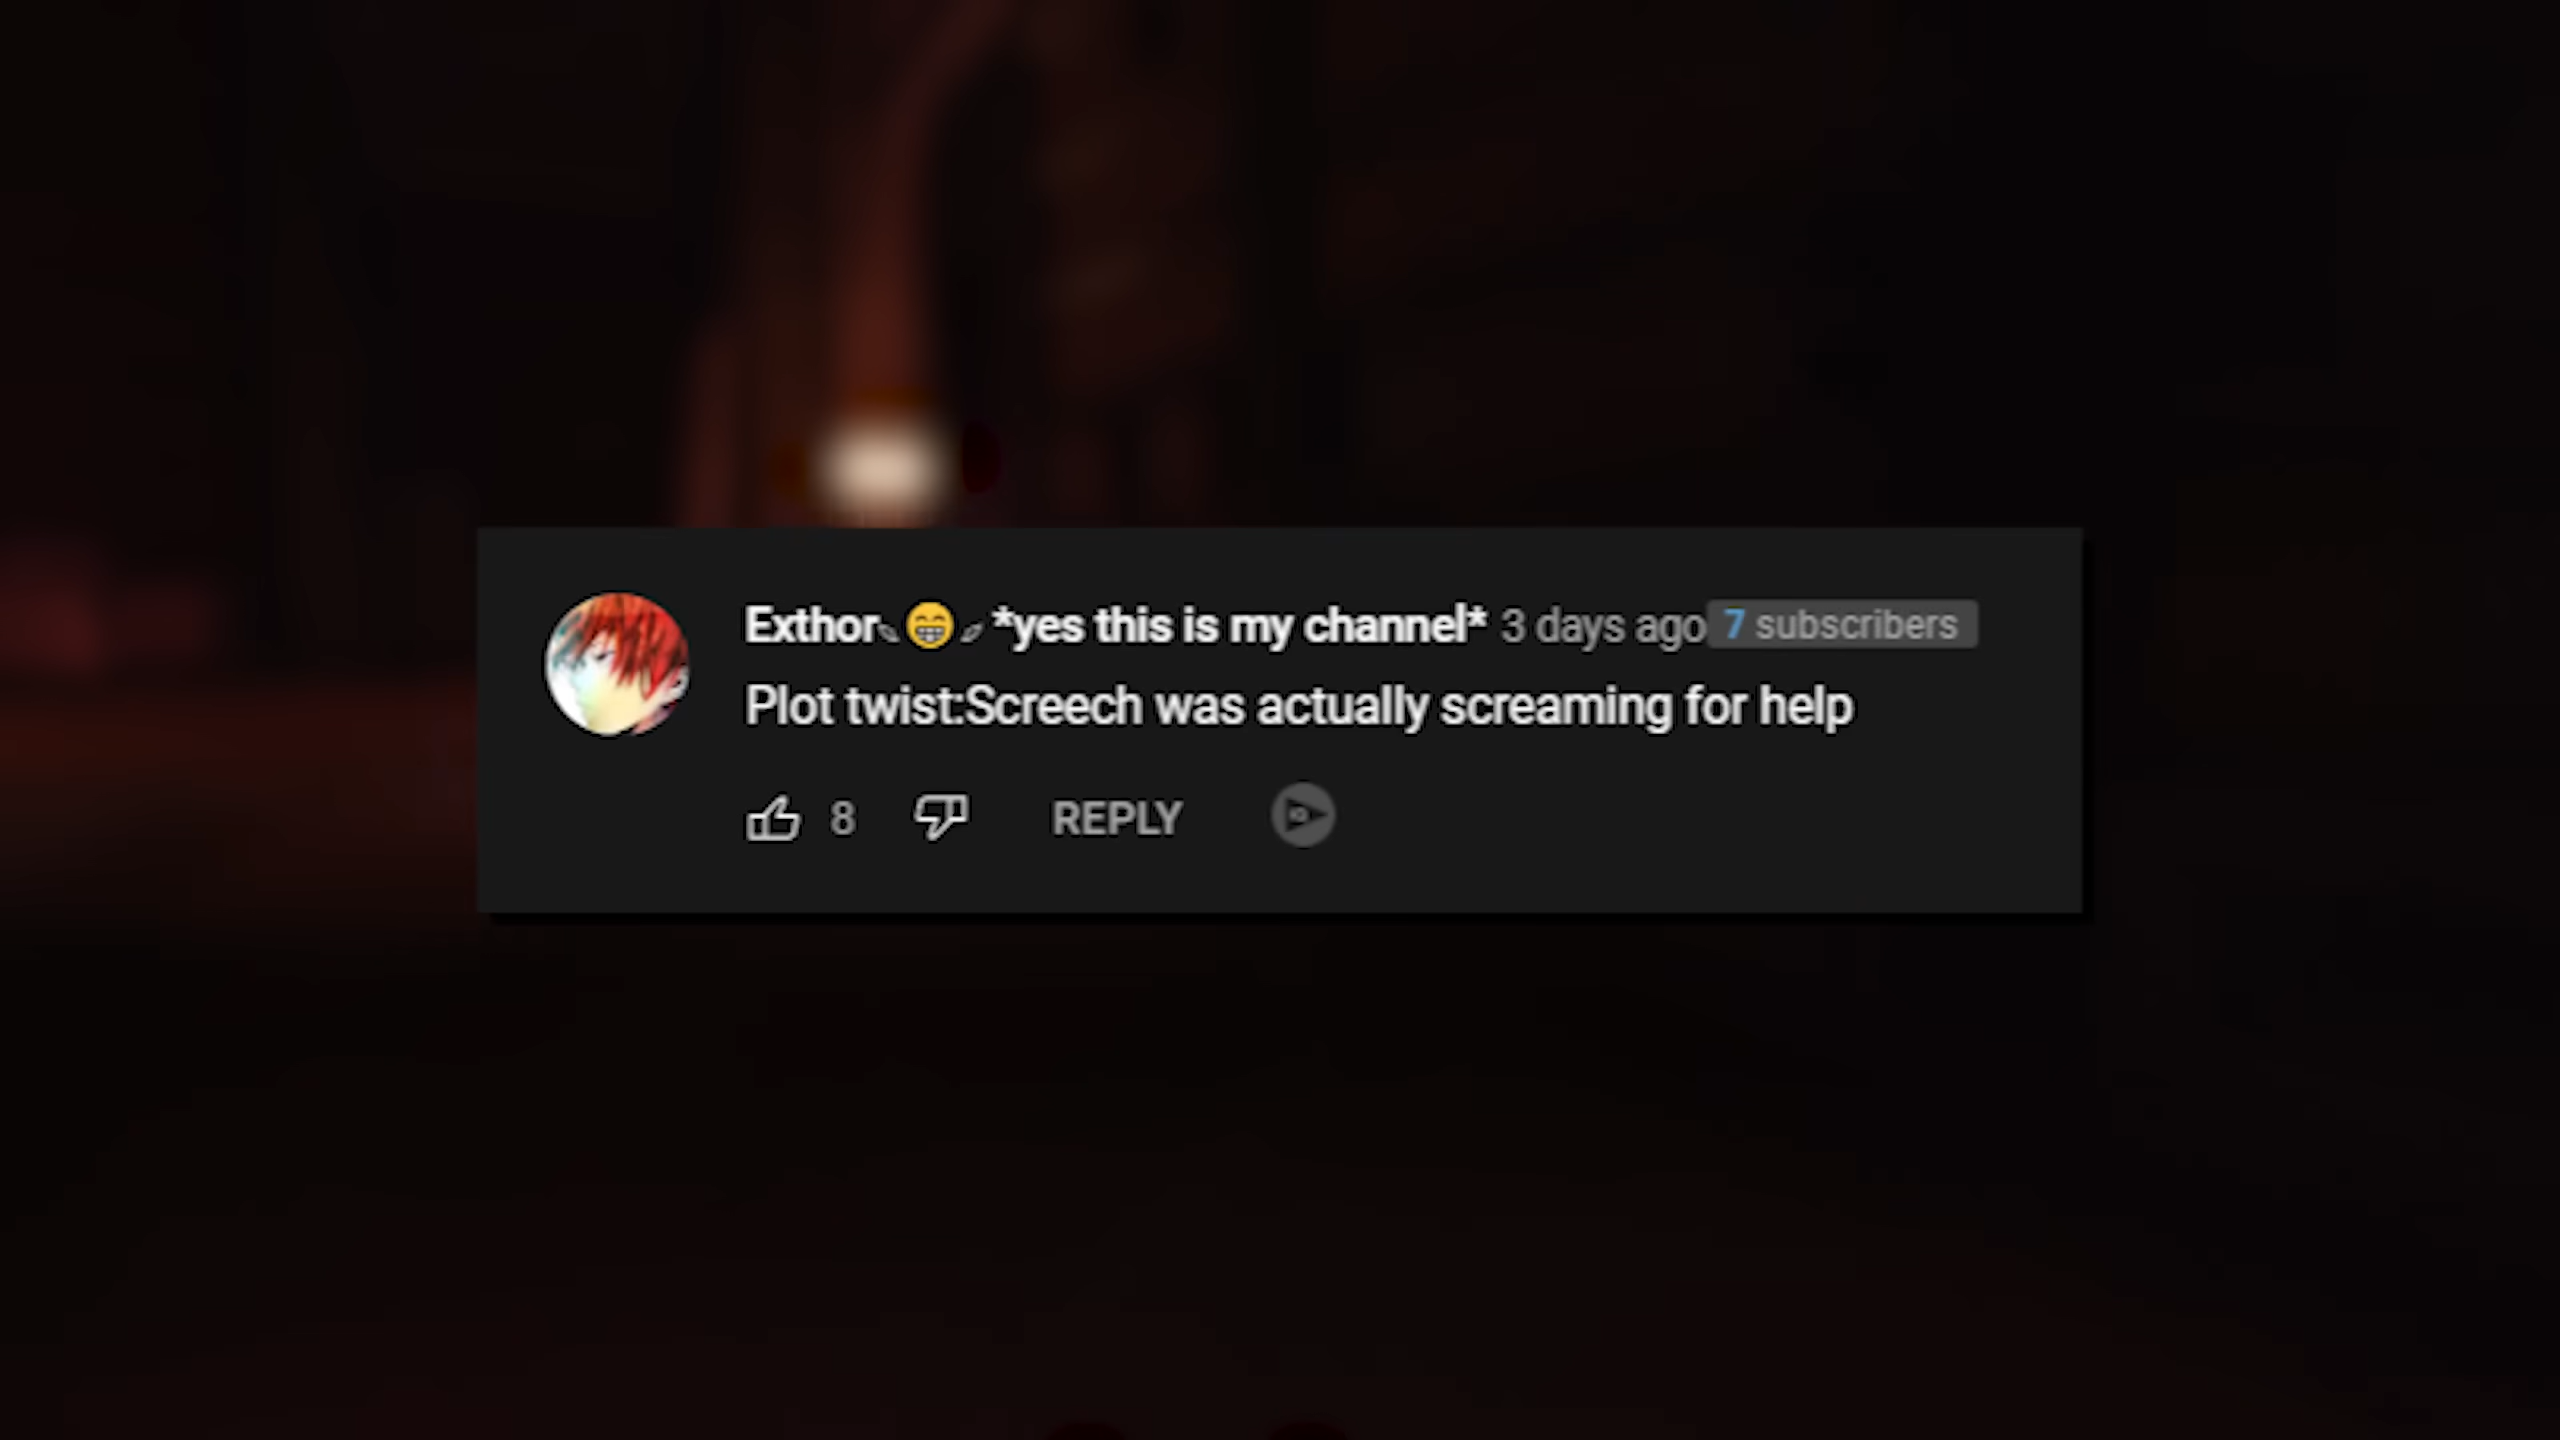 Exthor 😁 *yes this is my channel* 3 days ago 7 subscribers
Plot twist:Screech was actually screaming for help
8 REPLY